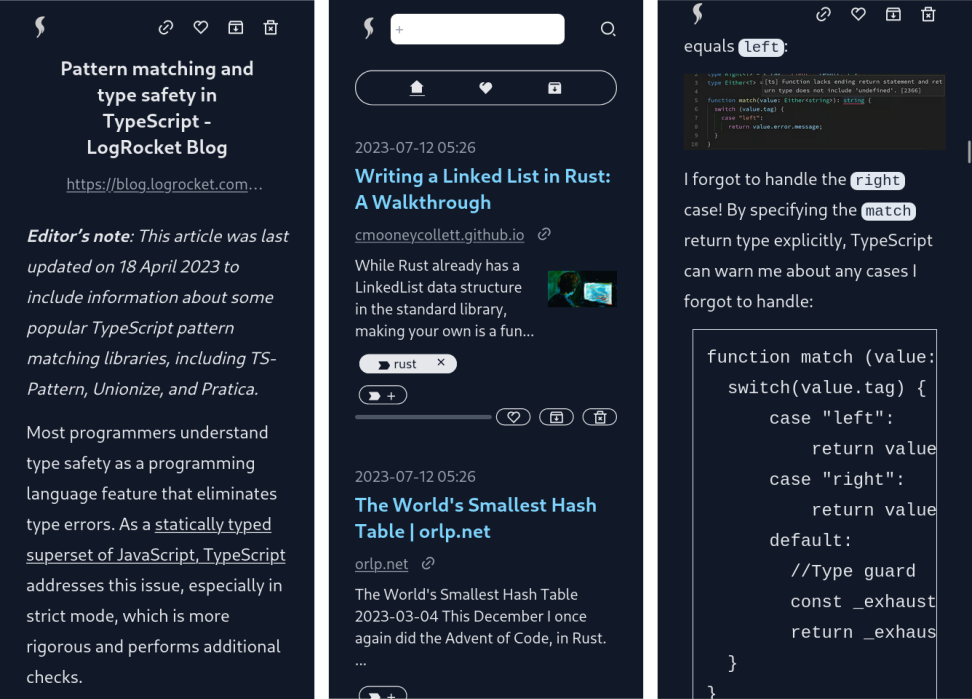 Pattern matching and
type safety in
TypeScript -
LogRocket Blog
https://blog.logrocket.com…
Editor’s note: This article was last
updated on 18 April 2023 to
include information about some
popular TypeScript pattern
matching libraries, including TS-
Pattern, Unionize, and Pratica.
Most programmers understand
type safety as a programming
language feature that eliminates
type errors. As a statically typed
superset of JavaScript, TypeScript
addresses this issue, especially in
strict mode, which is more
rigorous and performs additional
checks.
+
2023-07-12 05:26
Writing a Linked List in Rust:
A Walkthrough
cmooneycollett.github.io
While Rust already has a
LinkedList data structure
in the standard library,
making your own is a fun...
rust ×
+
2023-07-12 05:26
The World's Smallest Hash
Table | orlp.net
orlp.net
The World's Smallest Hash Table
2023-03-04 This December I once
again did the Advent of Code, in Rust.
...
+
equals left:
[ts] Function lacks ending return statement and ret
3 type Either<T> =
urn type does not include 'undefined'. [2366]
4
5 function match(value: Either<string>): string {
6 switch (value.tag) {
7 case "left":
8 return value.error.message;
9 }
10 }
I forgot to handle the right
case! By specifying the match
return type explicitly, TypeScript
can warn me about any cases I
forgot to handle:
function match (value:
switch(value.tag) {
case "left":
return value
case "right":
return value
default:
//Type guard
const _exhaust
return _exhaus
}
}